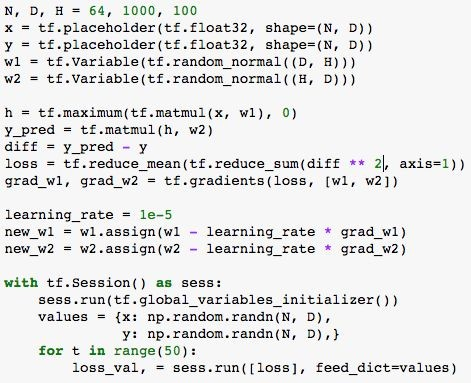 N, D, H = 64, 1000, 100
x = tf.placeholder(tf.float32, shape=(N, D))
y = tf.placeholder(tf.float32, shape=(N, D))
w1 = tf.Variable(tf.random_normal((D, H)))
w2 = tf.Variable(tf.random_normal((H, D)))

h = tf.maximum(tf.matmul(x, w1), 0)
y_pred = tf.matmul(h, w2)
diff = y_pred - y
loss = tf.reduce_mean(tf.reduce_sum(diff ** 2, axis=1))
grad_w1, grad_w2 = tf.gradients(loss, [w1, w2])

learning_rate = 1e-5
new_w1 = w1.assign(w1 - learning_rate * grad_w1)
new_w2 = w2.assign(w2 - learning_rate * grad_w2)

with tf.Session() as sess:
    sess.run(tf.global_variables_initializer())
    values = {x: np.random.randn(N, D),
              y: np.random.randn(N, D),}
    for t in range(50):
        loss_val, = sess.run([loss], feed_dict=values)